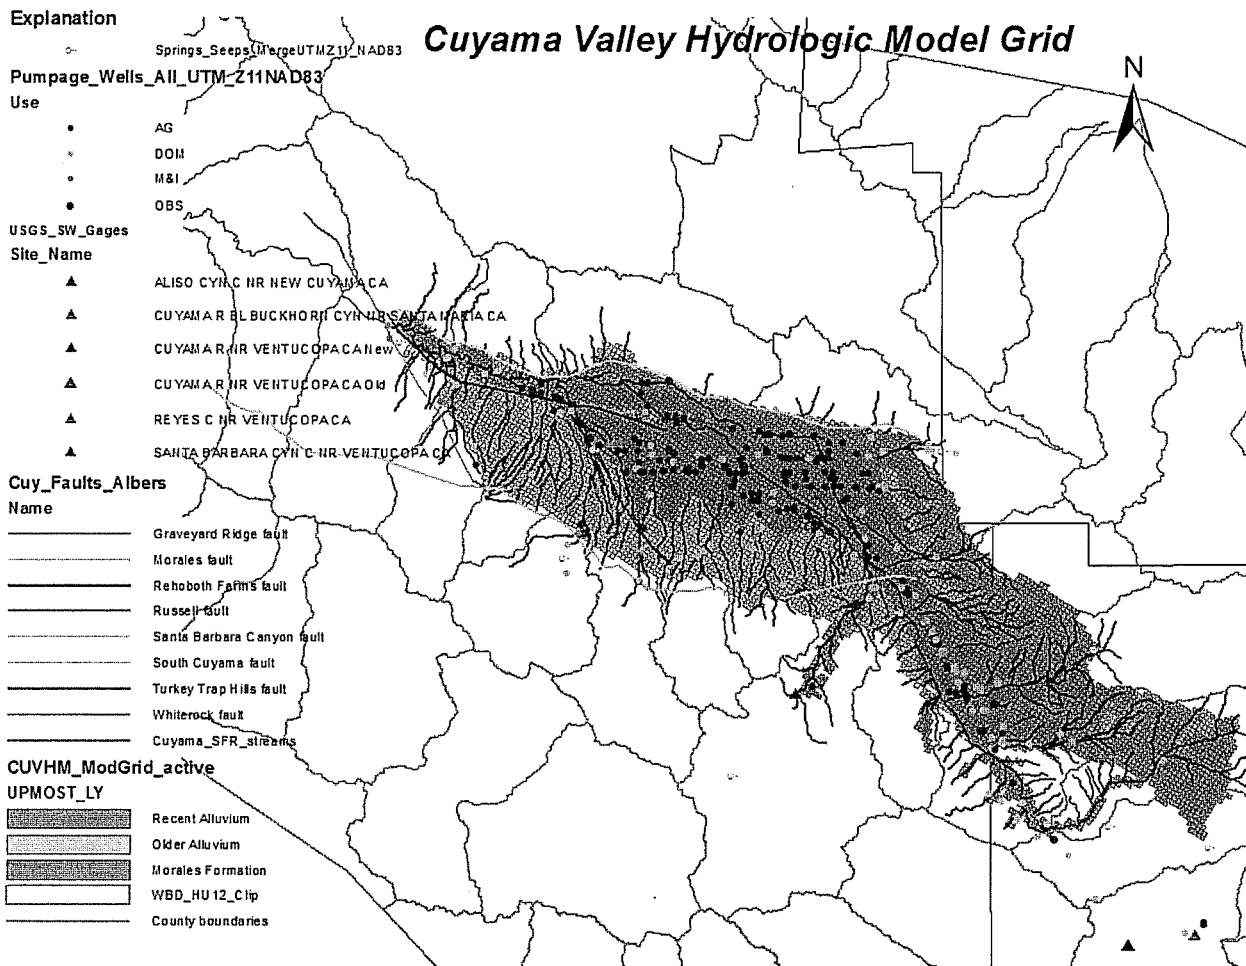 Explanation
Cuyama Valley Hydrologic Model Grid
Springs_Seeps_MergeUTMZ11_NAD83
Pumpage_Wells_All_UTM_Z11NAD83
Use
AG
DOM
M&I
OBS
USGS_SW_Gages
Site_Name
ALISO CYN C NR NEW CUYAMA CA
CUYAMA R BL BUCKHORN CYN NR SANTA MARIA CA
CUYAMA R NR VENTUCOPA CA New
CUYAMA R NR VENTUCOPA CA Old
REYES C NR VENTUCOPA CA
SANTA BARBARA CYN C NR VENTUCOPA CA
Cuy_Faults_Albers
Name
Graveyard Ridge fault
Morales fault
Rehoboth Farms fault
Russell fault
Santa Barbara Canyon fault
South Cuyama fault
Turkey Trap Hills fault
Whiterock fault
Cuyama_SFR_streams
CUVHM_ModGrid_active
UPMOST_LY
Recent Alluvium
Older Alluvium
Morales Formation
WBD_HU12_Clip
County boundaries
N